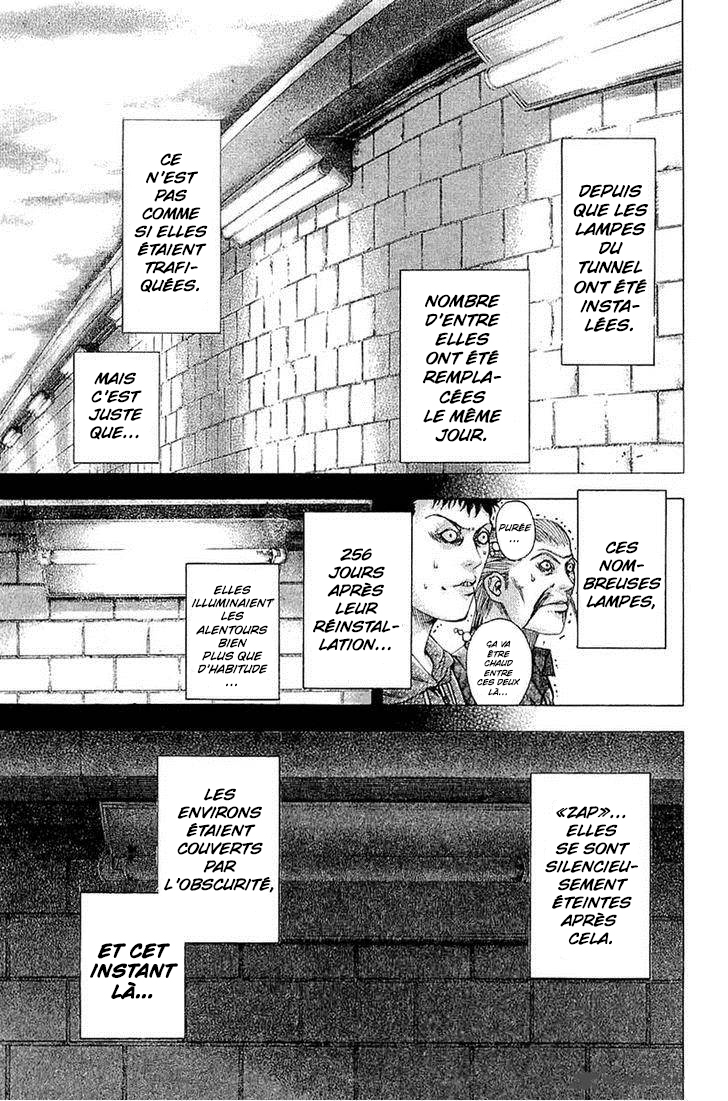 DEPUIS
QUE LES
LAMPES
DU
TUNNEL
ONT ÉTÉ
INSTA-
LÉES.
NOMBRE
D'ENTRE
ELLES
ONT ÉTÉ
REMPLA-
CÉES
LE MÊME
JOUR.
CE
N'EST
PAS
COMME
SI ELLES
ÉTAIENT
TRAFI-
QUÉES.
MAIS
C'EST
JUSTE
QUE...
CES
NOM-
BREUSES
LAMPES,
PURÉE
...
ÇA VA
ÊTRE
CHAUD
ENTRE
CES DEUX
LÀ...
256
JOURS
APRÈS
LEUR
RÉINSTAL-
LATION...
ELLES
ILLUMINAIENT
LES
ALENTOURS
BIEN
PLUS QUE
D'HABITUDE
...
«ZAP»...
ELLES
SE SONT
SILENCIEU-
SEMENT
ÉTEINTES
APRÈS
CELA.
LES
ENVIRONS
ÉTAIENT
COUVERTS
PAR
L'OBSCURITÉ,
ET CET
INSTANT
LÀ...